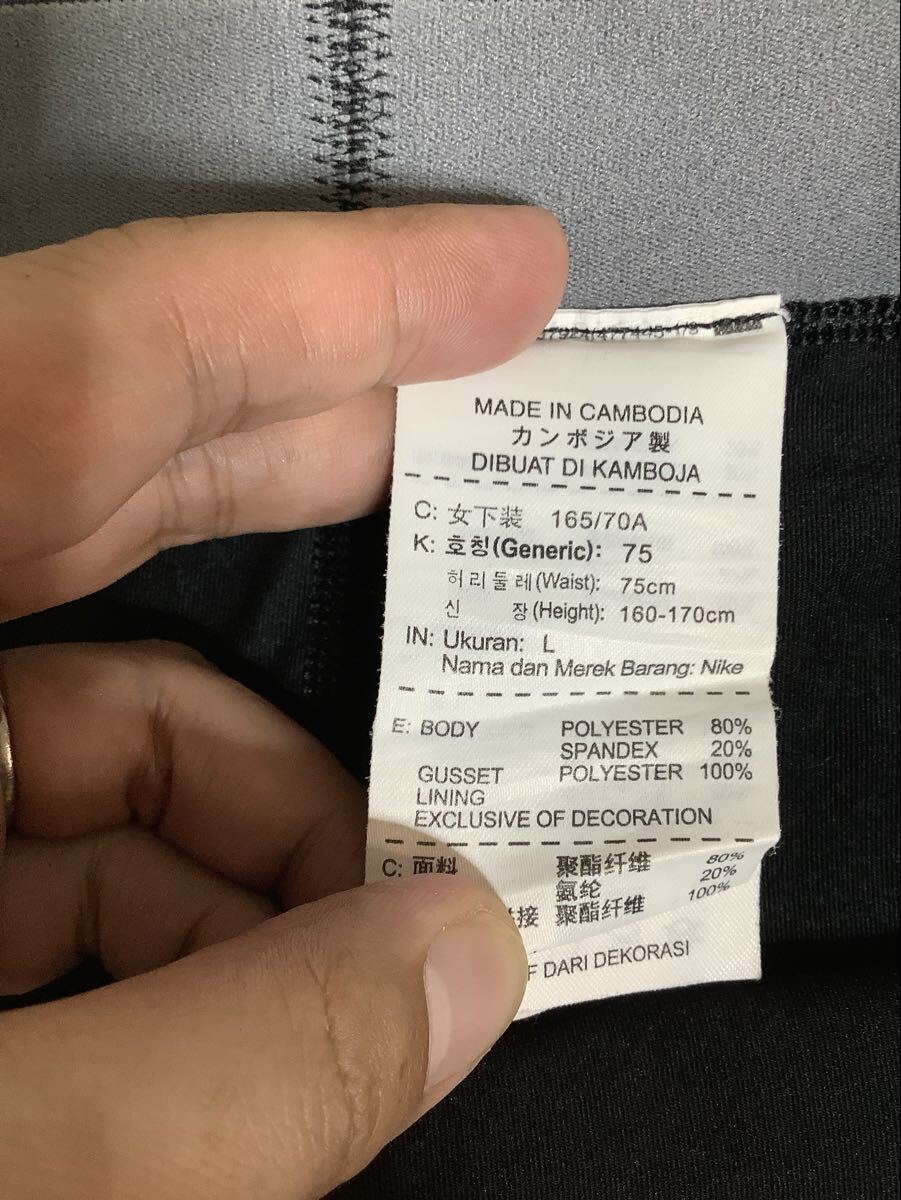 MADE IN CAMBODIA
カンボジア製
DIBUAT DI KAMBOJA
C: 女下装 165/70A
K: 호칭(Generic): 75
허리둘레(Waist): 75cm
신 장(Height): 160-170cm
IN: Ukuran: L
Nama dan Merek Barang: Nike
E: BODY POLYESTER 80%
SPANDEX 20%
GUSSET POLYESTER 100%
LINING
EXCLUSIVE OF DECORATION
C: 面料 聚酯纤维 80%
氨纶 20%
接 聚酯纤维 100%
DARI DEKORASI